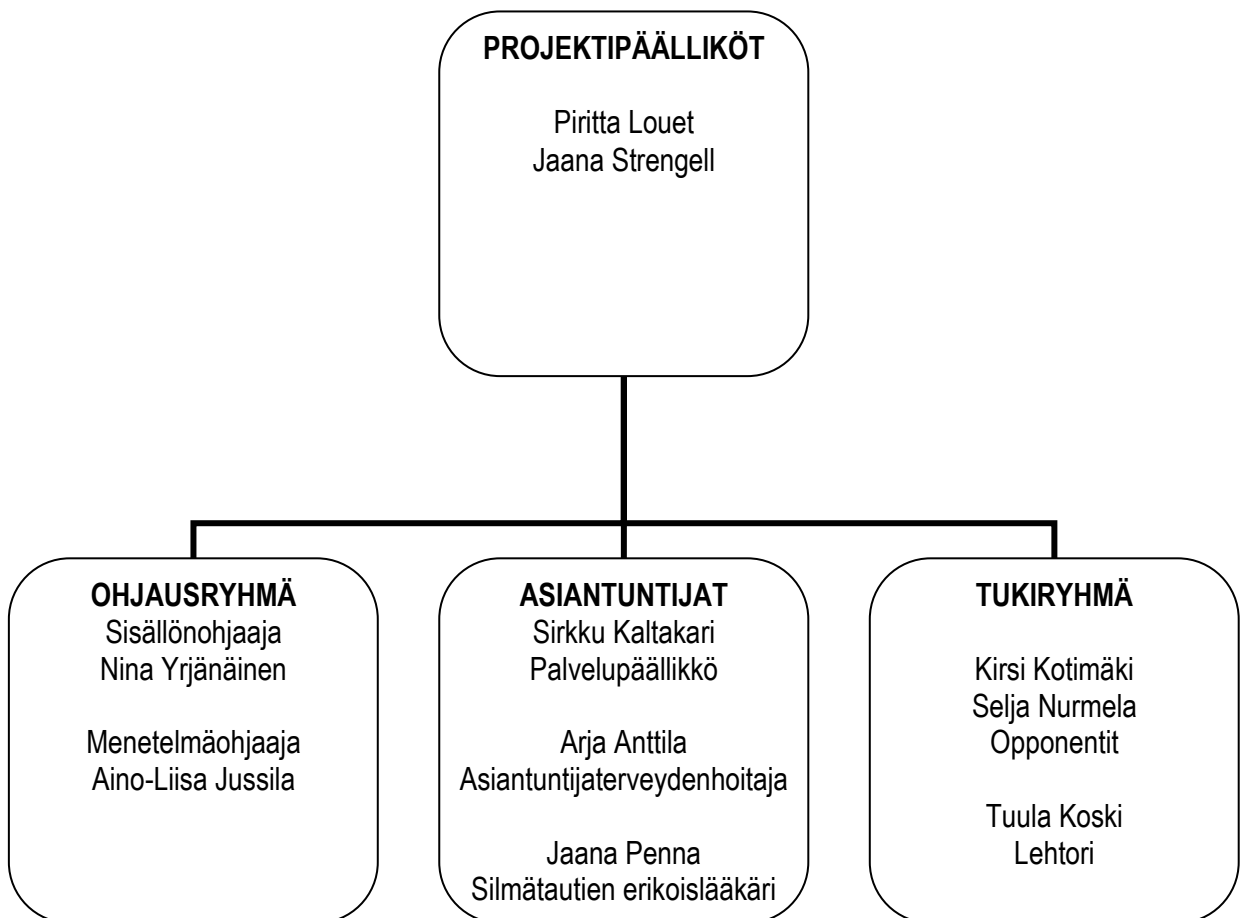 PROJEKTIPÄÄLLIKÖT
Piritta Louet
Jaana Strengell
OHJAUSRYHMÄ
Sisällönohjaaja
Nina Yrjänäinen
Menetelmäohjaaja
Aino-Liisa Jussila
ASIANTUNTIJAT
Sirkku Kaltakari
Palvelupäällikkö
Arja Anttila
Asiantuntijaterveydenhoitaja
Jaana Penna
Silmätautien erikoislääkäri
TUKIRYHMÄ
Kirsi Kotimäki
Selja Nurmela
Opponentit
Tuula Koski
Lehtori